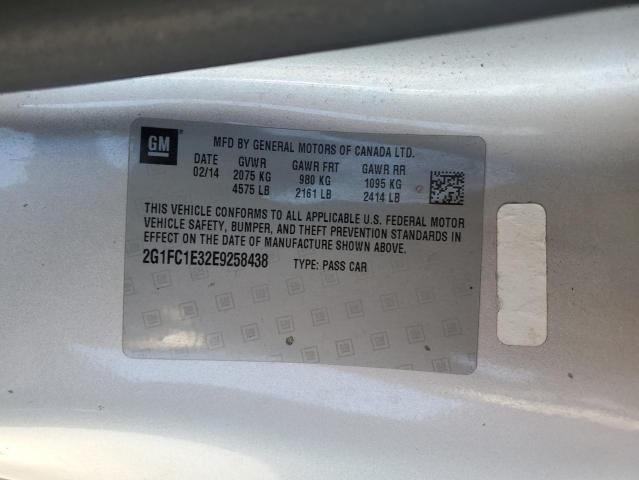 GM
MFD BY GENERAL MOTORS OF CANADA LTD.
DATE GVWR GAWR FRT GAWR RR
02/14 2075 KG 980 KG 1095 KG
4575 LB 2161 LB 2414 LB
THIS VEHICLE CONFORMS TO ALL APPLICABLE U.S. FEDERAL MOTOR
VEHICLE SAFETY, BUMPER, AND THEFT PREVENTION STANDARDS IN
EFFECT ON THE DATE OF MANUFACTURE SHOWN ABOVE.
2G1FC1E32E9258438 TYPE: PASS CAR